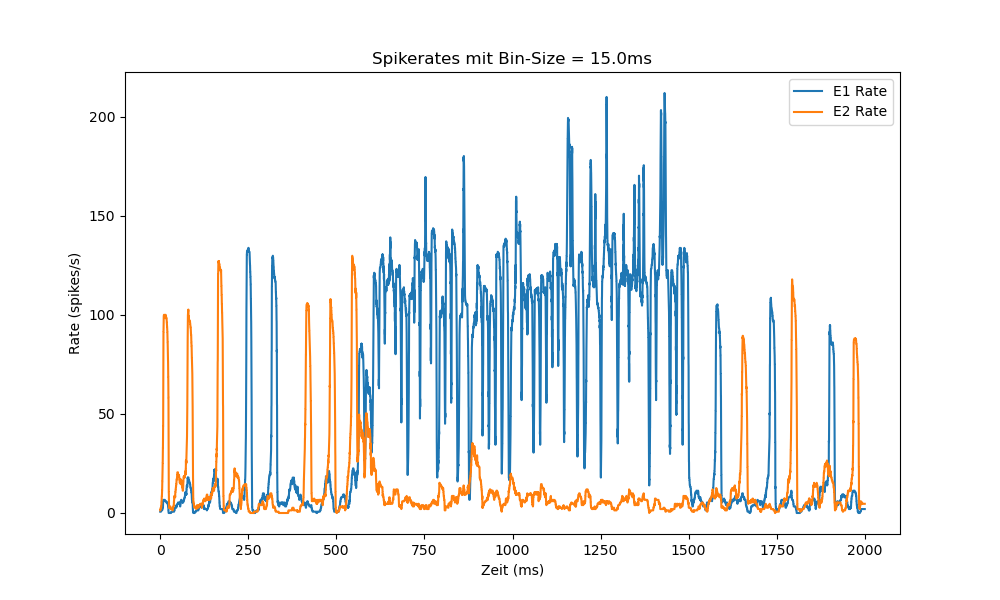 Spikerates mit Bin-Size = 15.0ms
E1 Rate
E2 Rate
200
150
100
50
0
Rate (spikes/s)
0 250 500 750 1000 1250 1500 1750 2000
Zeit (ms)